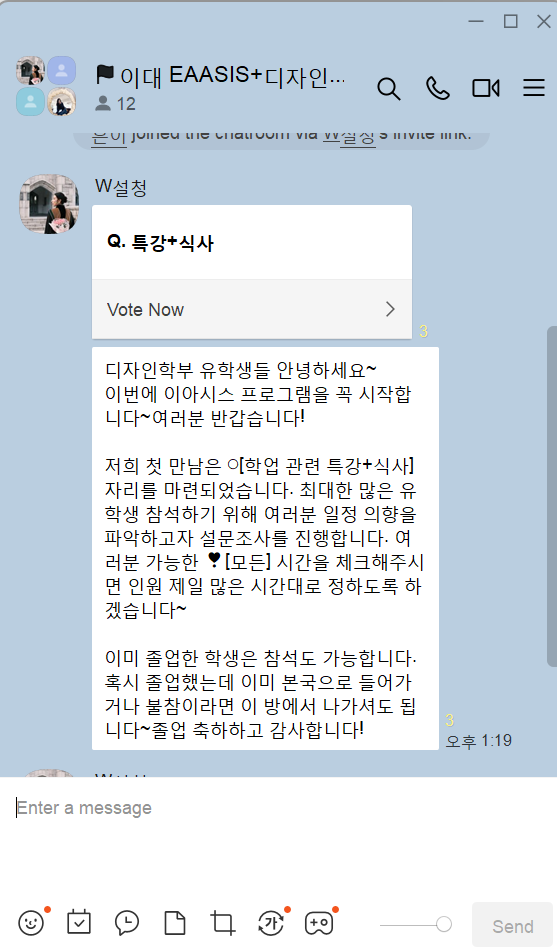 이대 EAASIS+디자인...
12
joined the chatroom via W설청's invite link.
W설청
Q. 특강+식사
Vote Now
3
디자인학부 유학생들 안녕하세요~
이번에 이아시스 프로그램을 꼭 시작합
니다~여러분 반갑습니다!
저희 첫 만남은 ○[학업 관련 특강+식사]
자리를 마련되었습니다. 최대한 많은 유
학생 참석하기 위해 여러분 일정 의향을
파악하고자 설문조사를 진행합니다. 여
러분 가능한 ❣[모든] 시간을 체크해주시
면 인원 제일 많은 시간대로 정하도록 하
겠습니다~
이미 졸업한 학생은 참석도 가능합니다.
혹시 졸업했는데 이미 본국으로 들어가
거나 불참이라면 이 방에서 나가셔도 됩
니다~졸업 축하하고 감사합니다!
3
오후 1:19
Enter a message
가
Send